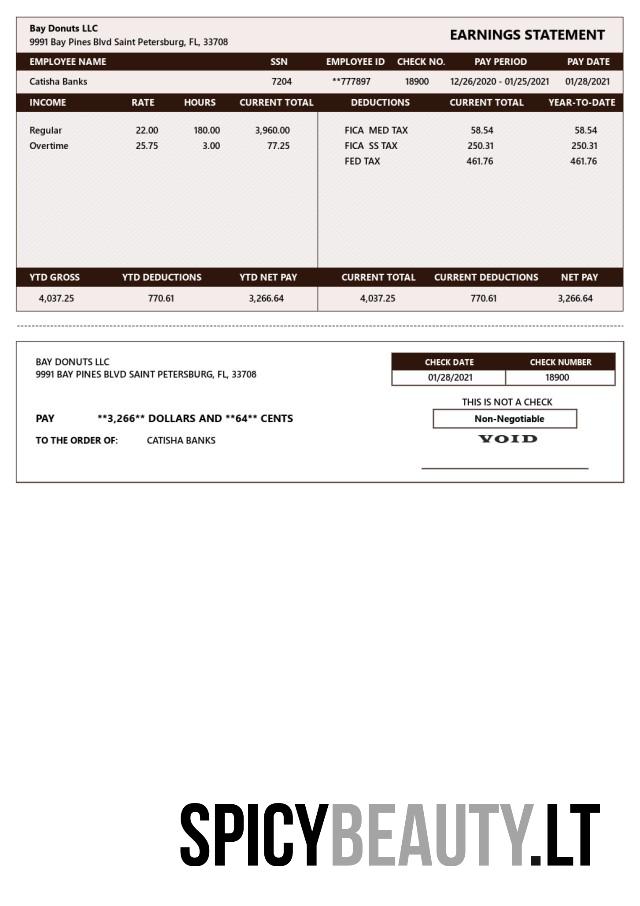 Bay Donuts LLC
9991 Bay Pines Blvd Saint Petersburg, FL, 33708
EARNINGS STATEMENT
EMPLOYEE NAME SSN EMPLOYEE ID CHECK NO. PAY PERIOD PAY DATE
Catisha Banks 7204 **777897 18900 12/26/2020 - 01/25/2021 01/28/2021
INCOME RATE HOURS CURRENT TOTAL DEDUCTIONS CURRENT TOTAL YEAR-TO-DATE
Regular 22.00 180.00 3,960.00 FICA MED TAX 58.54 58.54
Overtime 25.75 3.00 77.25 FICA SS TAX 250.31 250.31
FED TAX 461.76 461.76
YTD GROSS YTD DEDUCTIONS YTD NET PAY CURRENT TOTAL CURRENT DEDUCTIONS NET PAY
4,037.25 770.61 3,266.64 4,037.25 770.61 3,266.64
BAY DONUTS LLC
9991 BAY PINES BLVD SAINT PETERSBURG, FL, 33708
CHECK DATE CHECK NUMBER
01/28/2021 18900
THIS IS NOT A CHECK
PAY **3,266** DOLLARS AND **64** CENTS
Non-Negotiable
TO THE ORDER OF: CATISHA BANKS
VOID
SPICYBEAUTY.LT